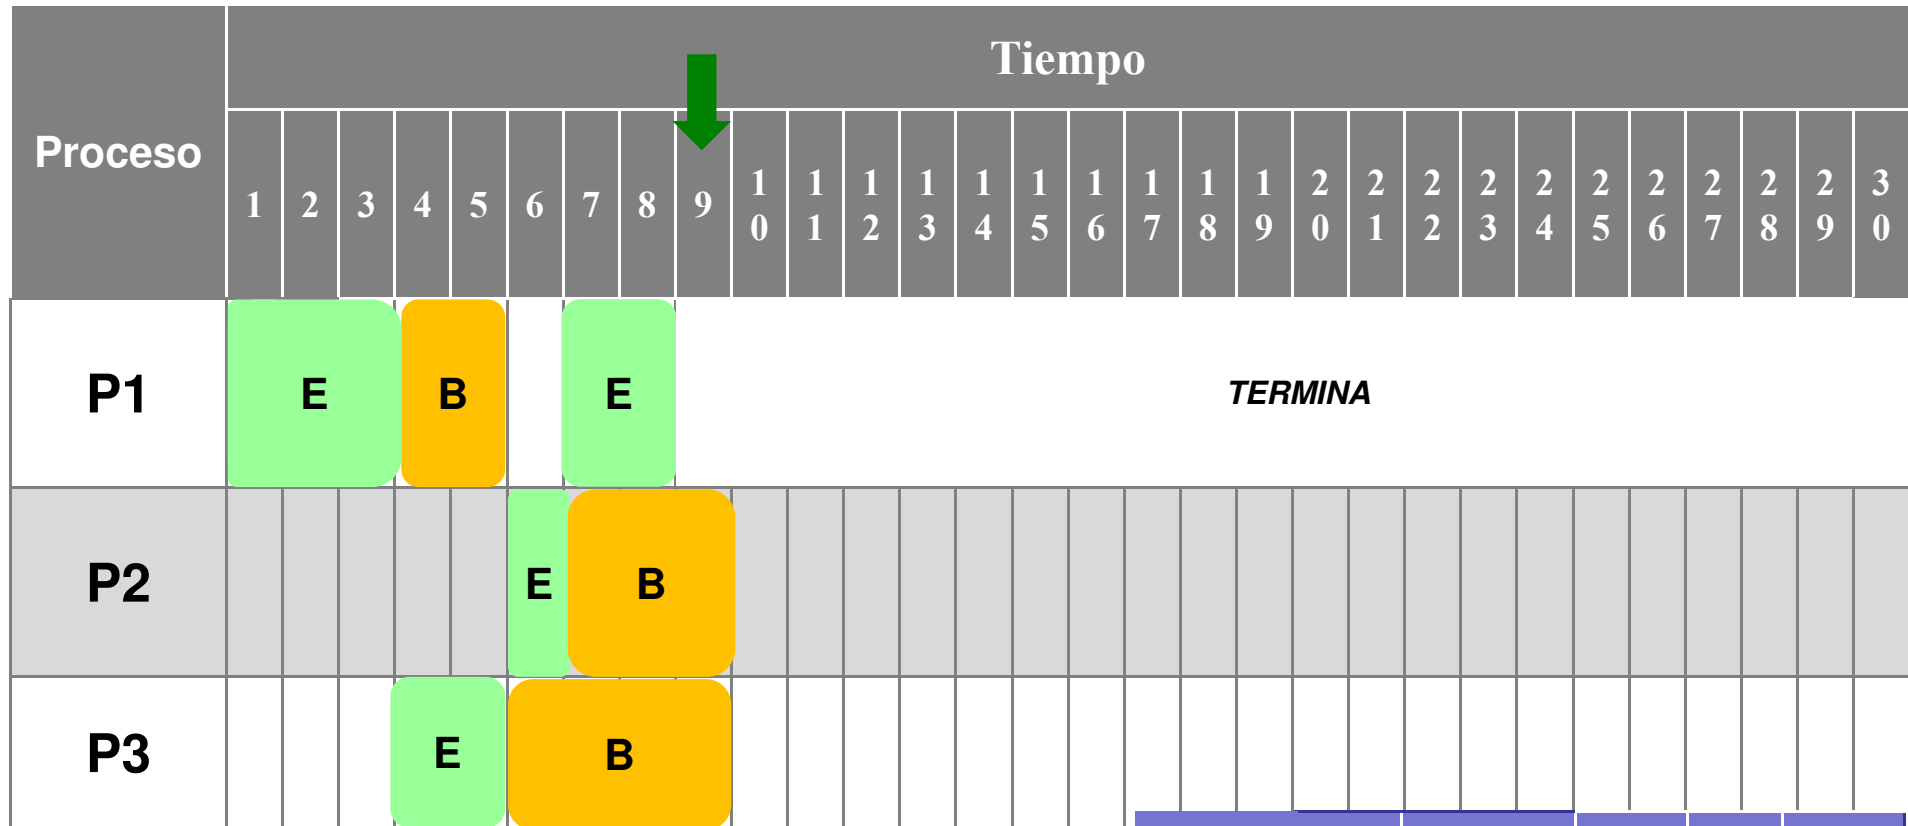 Tiempo
Proceso
1 2 3 4 5 6 7 8 9 10 11 12 13 14 15 16 17 18 19 20 21 22 23 24 25 26 27 28 29 30
P1 E B E TERMINA
P2 E B
P3 E B